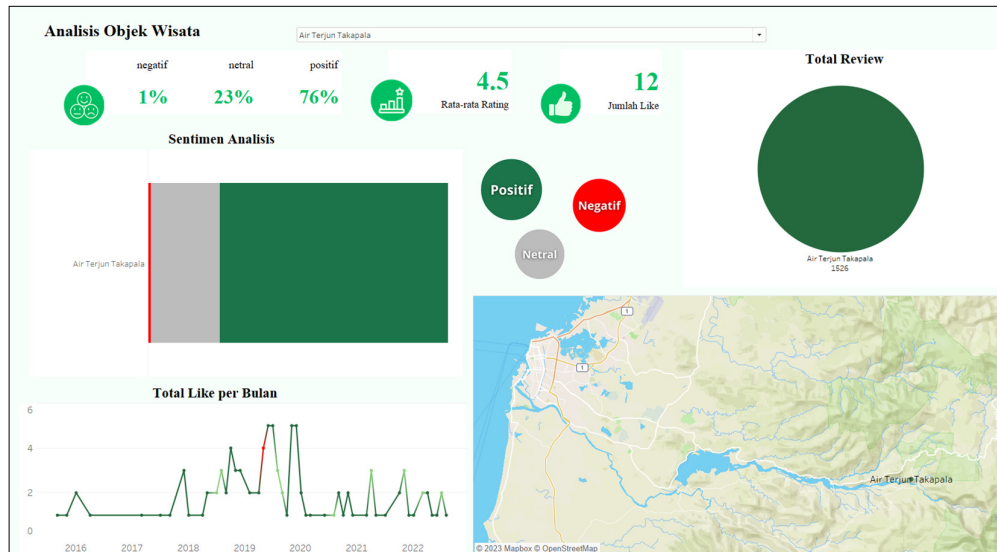 Analisis Objek Wisata
Air Terjun Takapala
negatif netral positif
1% 23% 76%
4.5
Rata-rata Rating
12
Jumlah Like
Total Review
Air Terjun Takapala
1526
Sentimen Analisis
Air Terjun Takapala
Positif
Negatif
Netral
Total Like per Bulan
6
4
2
0
2016 2017 2018 2019 2020 2021 2022
1
1
Air Terjun Takapala
© 2023 Mapbox © OpenStreetMap